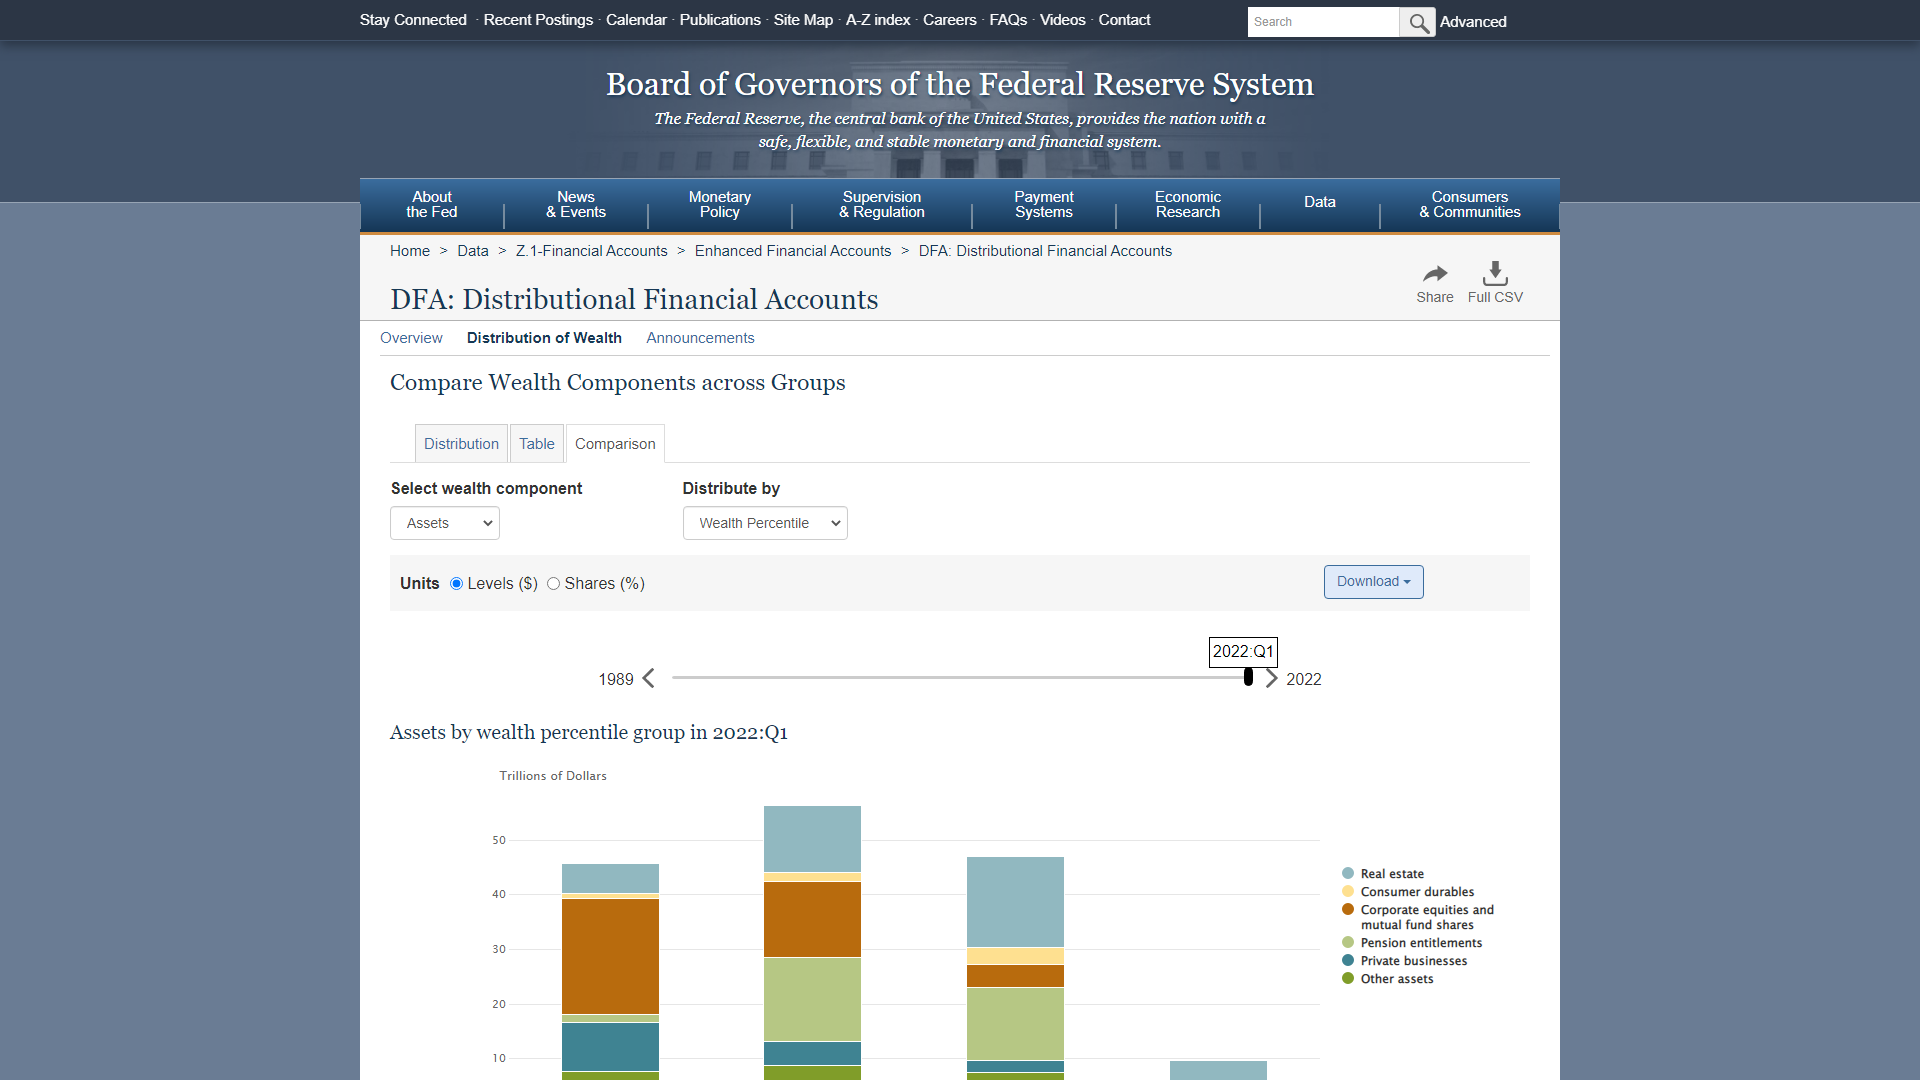 Stay Connected · Recent Postings · Calendar · Publications · Site Map · A-Z index · Careers · FAQs · Videos · Contact
Search
Advanced
Board of Governors of the Federal Reserve System
The Federal Reserve, the central bank of the United States, provides the nation with a
safe, flexible, and stable monetary and financial system.
About
the Fed
News
& Events
Monetary
Policy
Supervision
& Regulation
Payment
Systems
Economic
Research
Data
Consumers
& Communities
Home > Data > Z.1-Financial Accounts > Enhanced Financial Accounts > DFA: Distributional Financial Accounts
Share
Full CSV
DFA: Distributional Financial Accounts
Overview
Distribution of Wealth
Announcements
Compare Wealth Components across Groups
Distribution
Table
Comparison
Select wealth component
Distribute by
Assets
Wealth Percentile
Units
Levels ($)
Shares (%)
Download
2022:Q1
1989
2022
Assets by wealth percentile group in 2022:Q1
Trillions of Dollars
50
40
30
20
10
Real estate
Consumer durables
Corporate equities and
mutual fund shares
Pension entitlements
Private businesses
Other assets